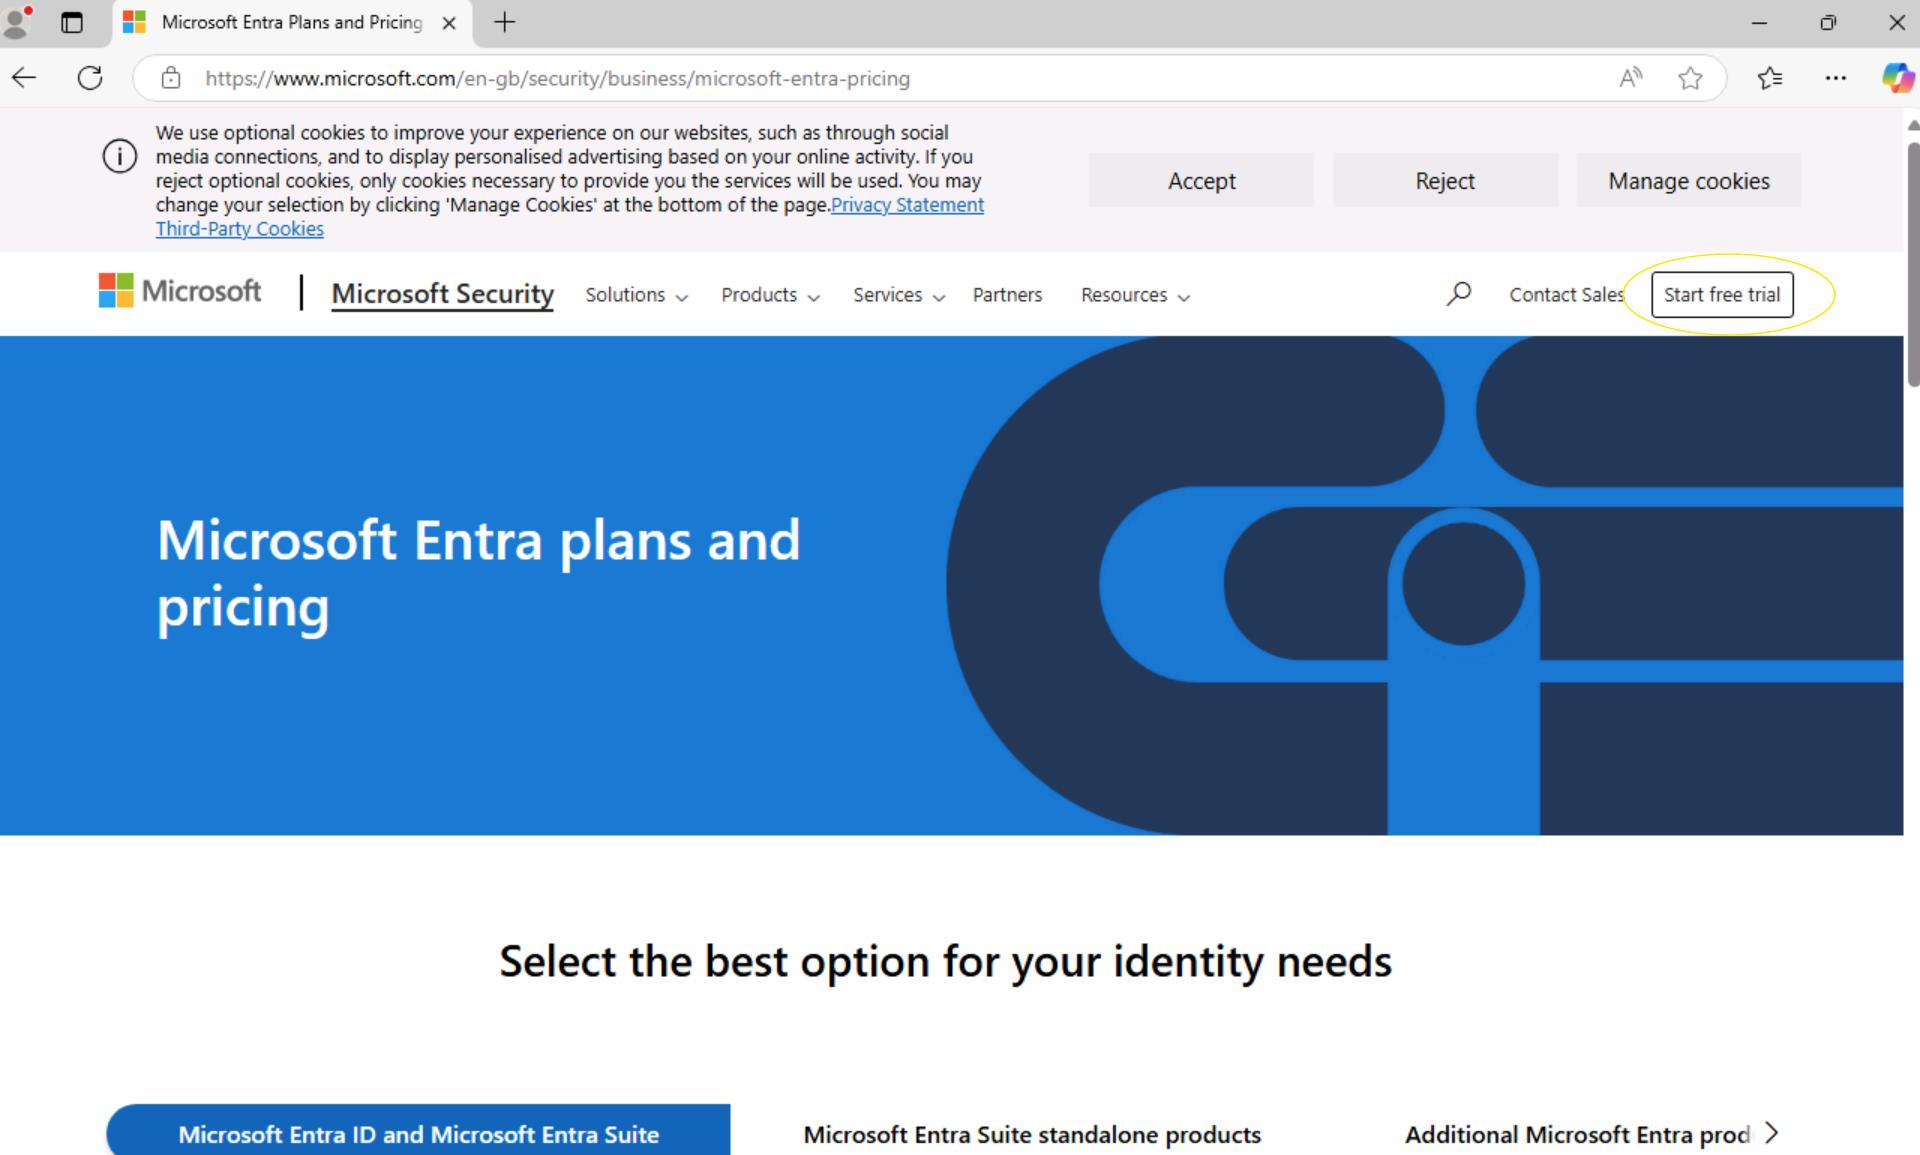 Microsoft Entra Plans and Pricing
https://www.microsoft.com/en-gb/security/business/microsoft-entra-pricing
We use optional cookies to improve your experience on our websites, such as through social
media connections, and to display personalised advertising based on your online activity. If you
reject optional cookies, only cookies necessary to provide you the services will be used. You may
change your selection by clicking 'Manage Cookies' at the bottom of the page.Privacy Statement
Third-Party Cookies
Accept
Reject
Manage cookies
Microsoft
Microsoft Security
Solutions
Products
Services
Partners
Resources
Contact Sales
Start free trial
Microsoft Entra plans and
pricing
Select the best option for your identity needs
Microsoft Entra ID and Microsoft Entra Suite
Microsoft Entra Suite standalone products
Additional Microsoft Entra prod